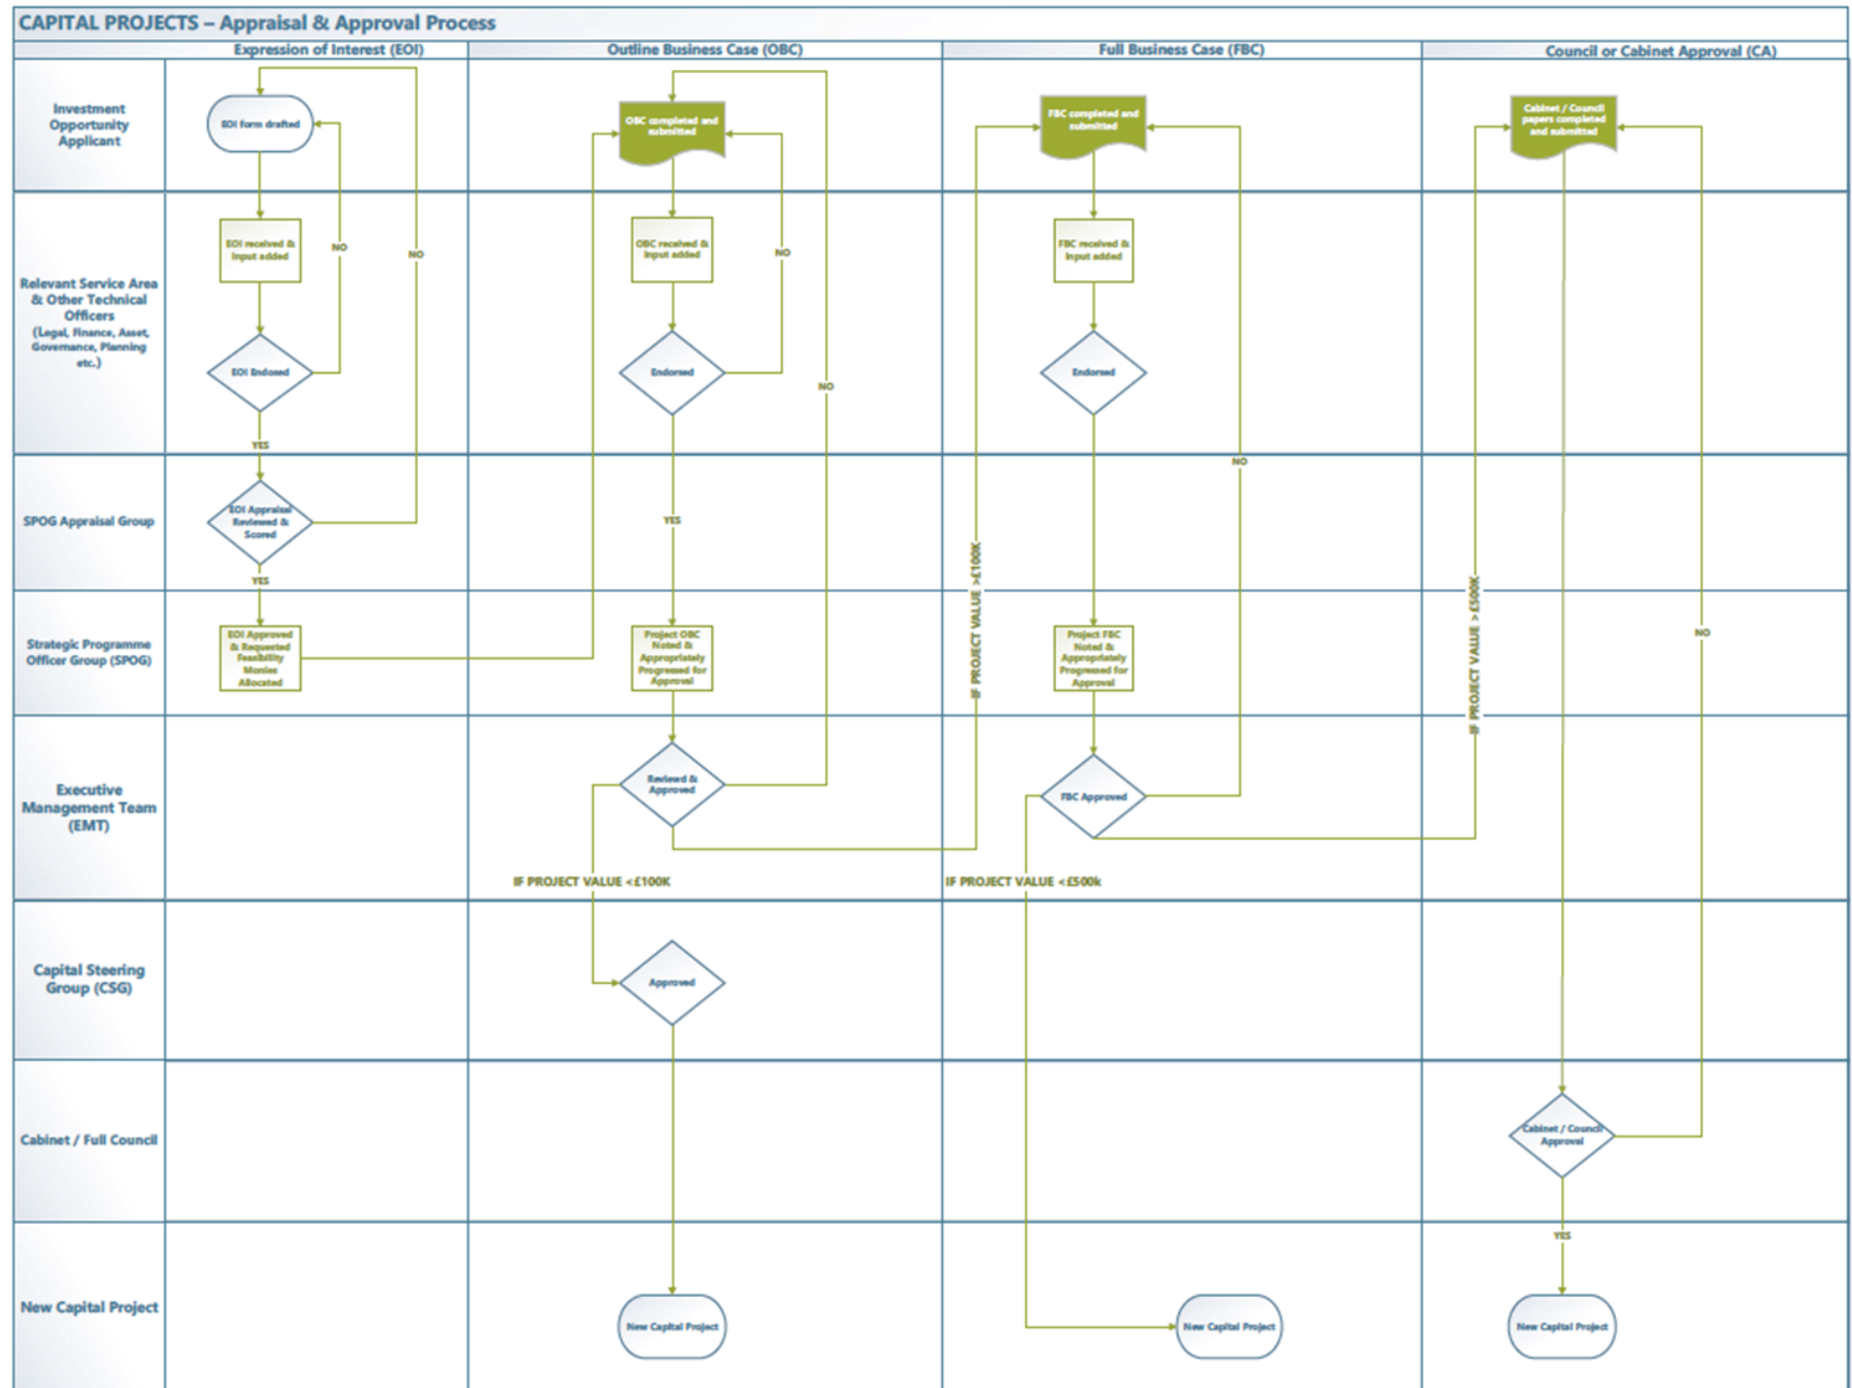 CAPITAL PROJECTS – Appraisal & Approval Process
Expression of Interest (EOI)
Outline Business Case (OBC)
Full Business Case (FBC)
Council or Cabinet Approval (CA)
Investment
Opportunity
Applicant
EOI form drafted
OBC completed and
submitted
FBC completed and
submitted
Cabinet / Council
papers completed
and submitted
Relevant Service Area
& Other Technical
Officers
(Legal, Finance, Asset,
Governance, Planning
etc.)
EOI received &
Input added
NO
NO
OBC received &
Input added
NO
FBC received &
Input added
EOI Endosed
Endorsed
NO
Endorsed
YES
NO
SPOG Appraisal Group
EOI Appraisal
Reviewed &
Scored
YES
YES
IF PROJECT VALUE >£100K
IF PROJECT VALUE >£500K
Strategic Programme
Officer Group (SPOG)
EOI Approved
& Requested
Feasibility
Monies
Allocated
Project OBC
Noted &
Appropriately
Progressed for
Approval
Project FBC
Noted &
Appropriately
Progressed for
Approval
NO
Executive
Management Team
(EMT)
Reviewd &
Approved
FBC Approved
IF PROJECT VALUE <£100K
IF PROJECT VALUE <£500k
Capital Steering
Group (CSG)
Approved
Cabinet / Full Council
Cabinet / Council
Approval
YES
New Capital Project
New Capital Project
New Capital Project
New Capital Project